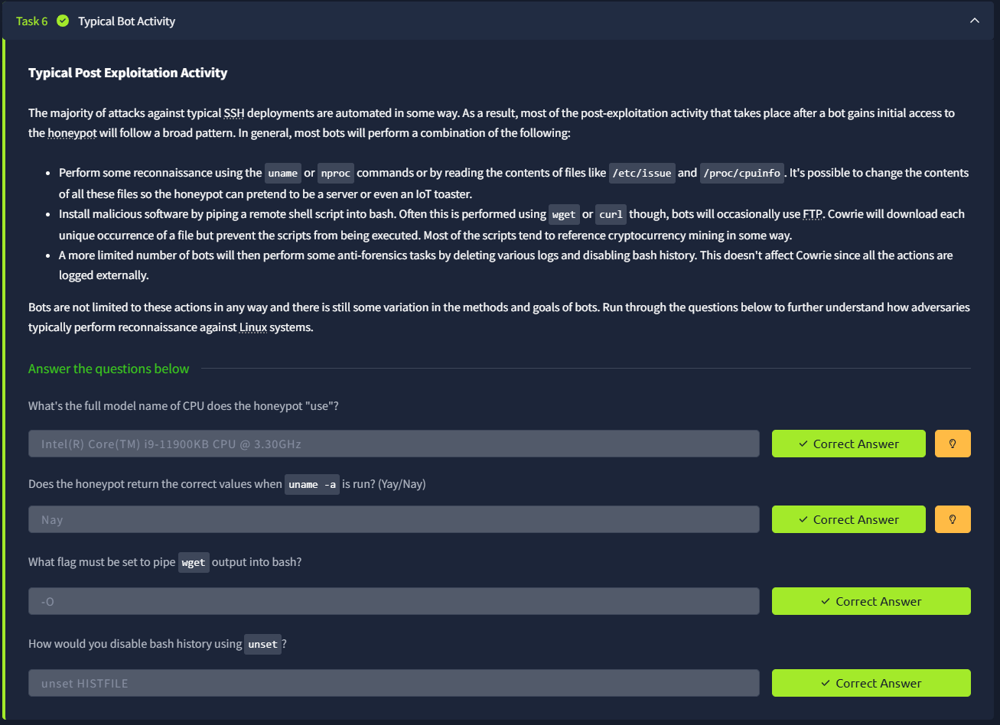 Task 6 Typical Bot Activity
Typical Post Exploitation Activity
The majority of attacks against typical SSH deployments are automated in some way. As a result, most of the post-exploitation activity that takes place after a bot gains initial access to
the honeypot will follow a broad pattern. In general, most bots will perform a combination of the following:
• Perform some reconnaissance using the uname or nproc commands or by reading the contents of files like /etc/issue and /proc/cpuinfo. It's possible to change the contents
of all these files so the honeypot can pretend to be a server or even an IoT toaster.
• Install malicious software by piping a remote shell script into bash. Often this is performed using wget or curl though, bots will occasionally use FTP. Cowrie will download each
unique occurrence of a file but prevent the scripts from being executed. Most of the scripts tend to reference cryptocurrency mining in some way.
• A more limited number of bots will then perform some anti-forensics tasks by deleting various logs and disabling bash history. This doesn't affect Cowrie since all the actions are
logged externally.
Bots are not limited to these actions in any way and there is still some variation in the methods and goals of bots. Run through the questions below to further understand how adversaries
typically perform reconnaissance against Linux systems.
Answer the questions below
What's the full model name of CPU does the honeypot "use"?
Intel(R) Core(TM) i9-11900KB CPU @ 3.30GHz ✓ Correct Answer
Does the honeypot return the correct values when uname -a is run? (Yay/Nay)
Nay ✓ Correct Answer
What flag must be set to pipe wget output into bash?
-O ✓ Correct Answer
How would you disable bash history using unset?
unset HISTFILE ✓ Correct Answer